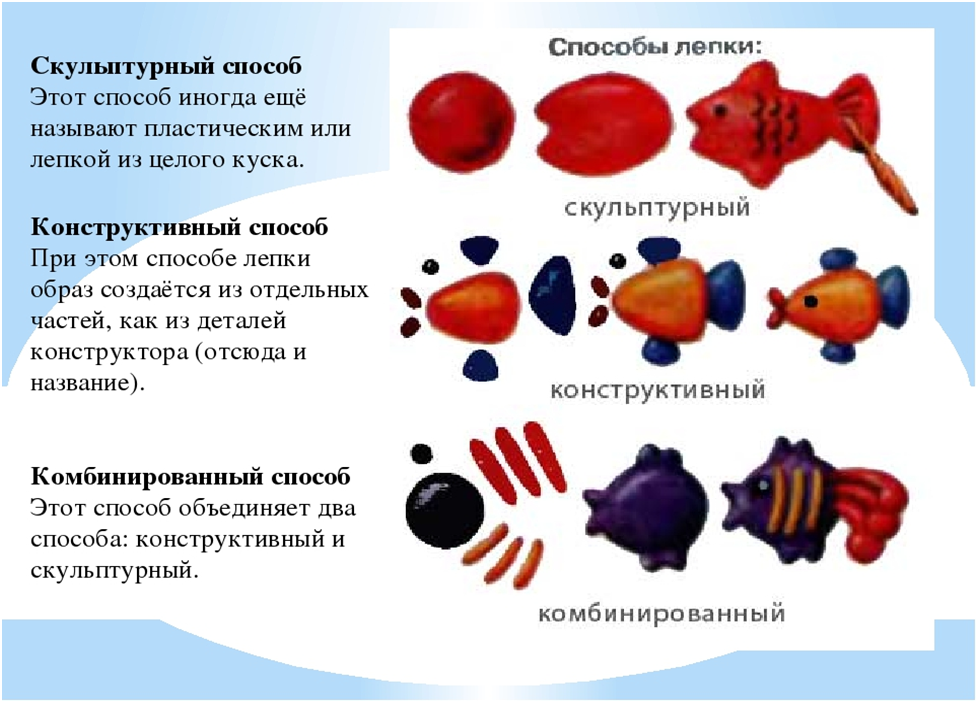 Скульптурный способ
Этот способ иногда ещё
называют пластическим или
лепкой из целого куска.
Конструктивный способ
При этом способе лепки
образ создаётся из отдельных
частей, как из деталей
конструктора (отсюда и
название).
Комбинированный способ
Этот способ объединяет два
способа: конструктивный и
скульптурный.
Способы лепки:
скульптурный
конструктивный
комбинированный